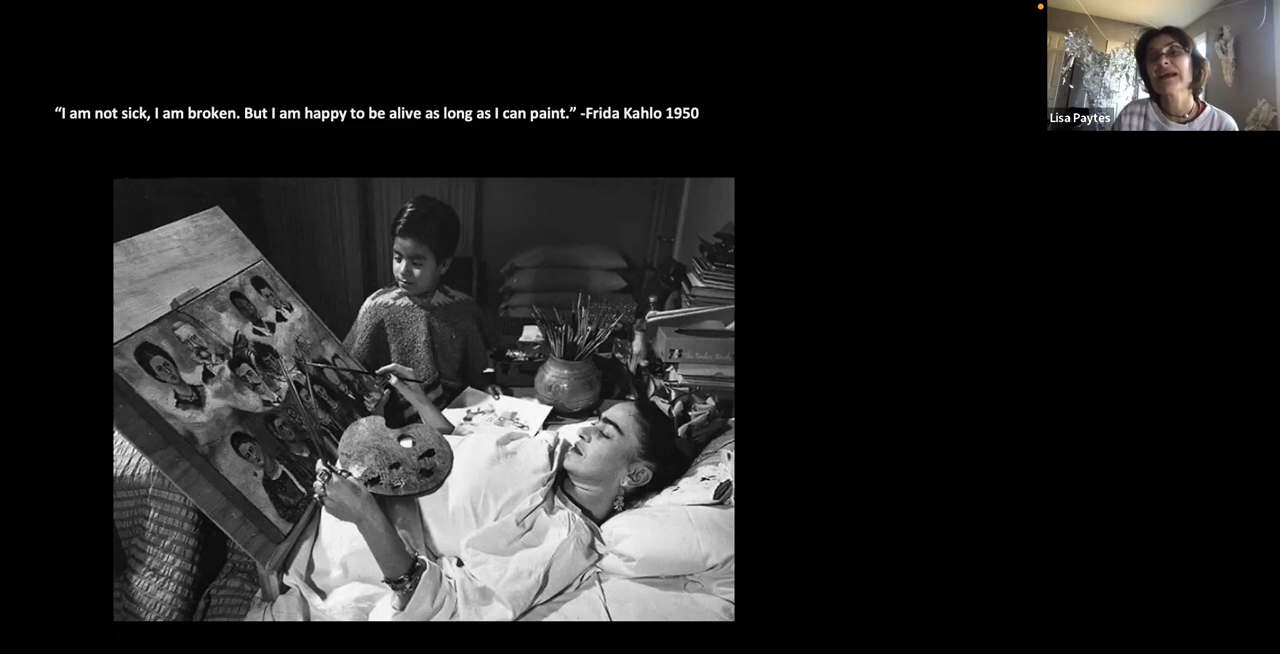 “I am not sick, I am broken. But I am happy to be alive as long as I can paint.” -Frida Kahlo 1950
Lisa Paytes